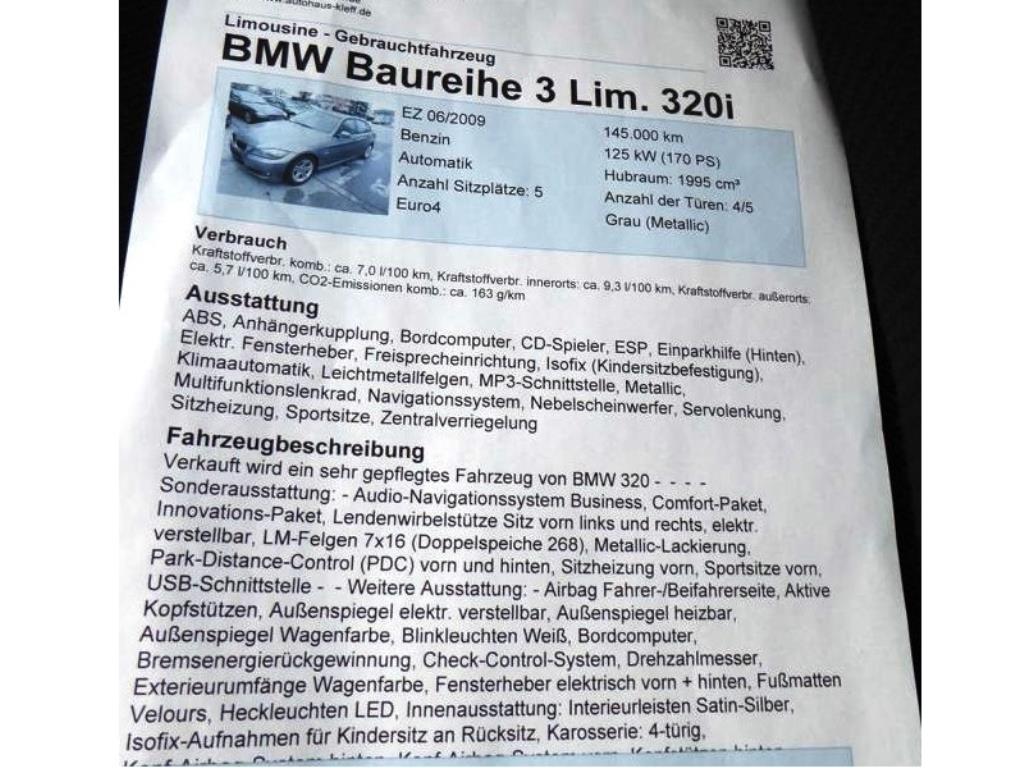 www.autohaus-kleff.de
Limousine - Gebrauchtfahrzeug
BMW Baureihe 3 Lim. 320i
EZ 06/2009
Benzin
Automatik
Anzahl Sitzplätze: 5
Euro4
145.000 km
125 kW (170 PS)
Hubraum: 1995 cm³
Anzahl der Türen: 4/5
Grau (Metallic)
Verbrauch
Kraftstoffverbr. komb.: ca. 7,0 l/100 km, Kraftstoffverbr. innerorts: ca. 9,3 l/100 km, Kraftstoffverbr. außerorts:
ca. 5,7 l/100 km, CO2-Emissionen komb.: ca. 163 g/km
Ausstattung
ABS, Anhängerkupplung, Bordcomputer, CD-Spieler, ESP, Einparkhilfe (Hinten),
Elektr. Fensterheber, Freisprecheinrichtung, Isofix (Kindersitzbefestigung),
Klimaautomatik, Leichtmetallfelgen, MP3-Schnittstelle, Metallic,
Multifunktionslenkrad, Navigationssystem, Nebelscheinwerfer, Servolenkung,
Sitzheizung, Sportsitze, Zentralverriegelung
Fahrzeugbeschreibung
Verkauft wird ein sehr gepflegtes Fahrzeug von BMW 320 - - - -
Sonderausstattung: - Audio-Navigationssystem Business, Comfort-Paket,
Innovations-Paket, Lendenwirbelstütze Sitz vorn links und rechts, elektr.
verstellbar, LM-Felgen 7x16 (Doppelspeiche 268), Metallic-Lackierung,
Park-Distance-Control (PDC) vorn und hinten, Sitzheizung vorn, Sportsitze vorn,
USB-Schnittstelle - - Weitere Ausstattung: - Airbag Fahrer-/Beifahrerseite, Aktive
Kopfstützen, Außenspiegel elektr. verstellbar, Außenspiegel heizbar,
Außenspiegel Wagenfarbe, Blinkleuchten Weiß, Bordcomputer,
Bremsenergierückgewinnung, Check-Control-System, Drehzahlmesser,
Exterieurumfänge Wagenfarbe, Fensterheber elektrisch vorn + hinten, Fußmatten
Velours, Heckleuchten LED, Innenausstattung: Interieurleisten Satin-Silber,
Isofix-Aufnahmen für Kindersitz an Rücksitz, Karosserie: 4-türig,